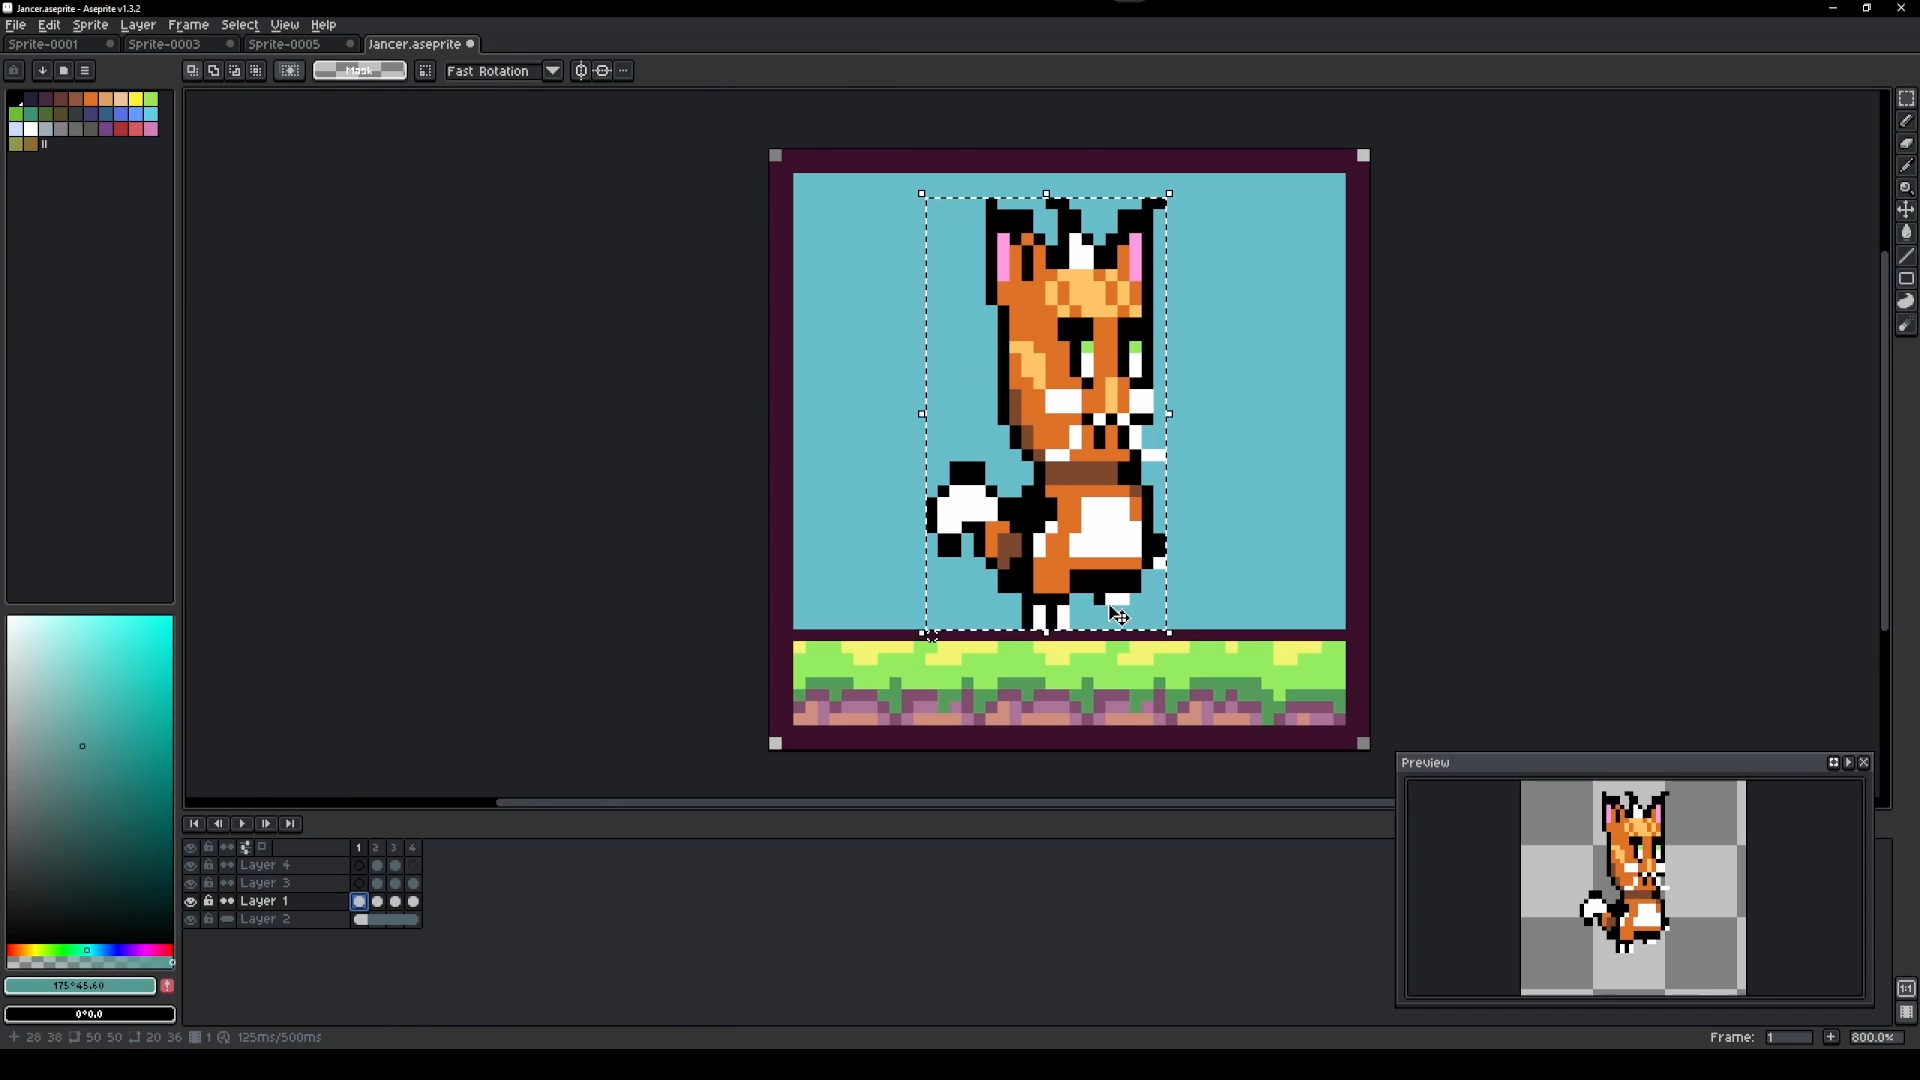 Jancer.aseprite - Aseprite v1.3.2
File Edit Sprite Layer Frame Select View Help
Sprite-0001 Sprite-0003 Sprite-0005 Jancer.aseprite
Mask Fast Rotation
Preview
1 2 3 4
Layer 4
Layer 3
Layer 1
Layer 2
175°45.60
0°0.0
28 38 50 50 20 36 1 125ms/500ms
Frame: 1 800.0%
1:1